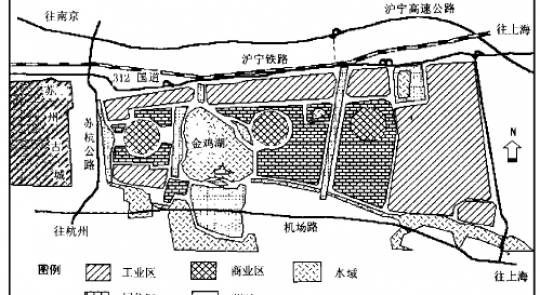 往南京
沪宁高速公路
往上海
沪宁铁路
312 国道
苏州古城
苏杭公路
金鸡湖
N
往杭州
机场路
往上海
图例
工业区
商业区
水域